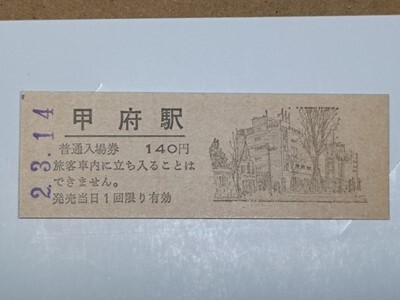 2.3.14
甲府駅
普通入場券 140円
旅客車内に立ち入ることは
できません。
発売当日1回限り有効